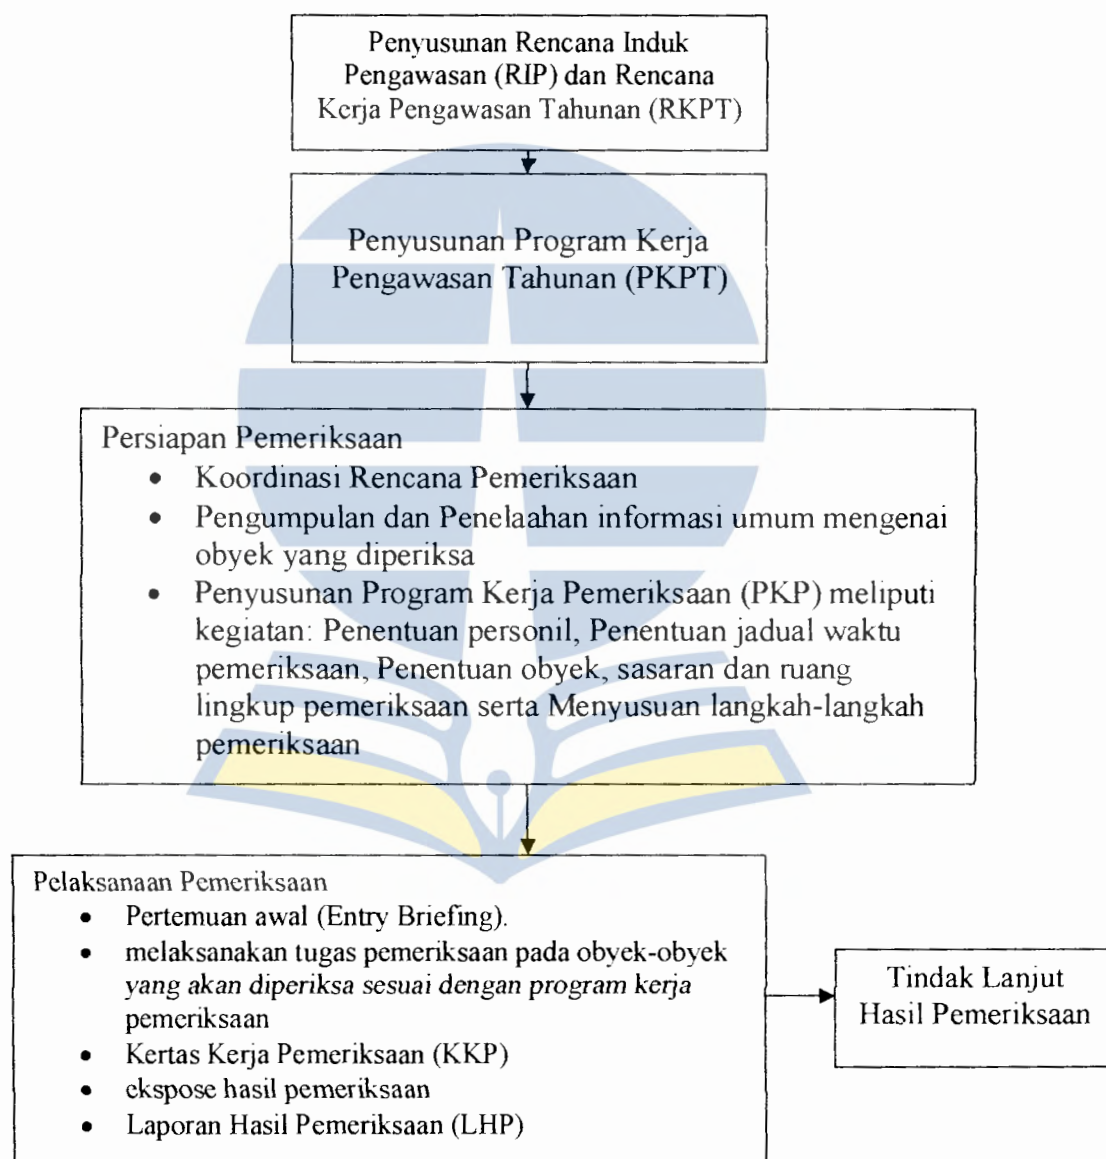 Penyusunan Rencana Induk
Pengawasan (RIP) dan Rencana
Kerja Pengawasan Tahunan (RKPT)
Penyusunan Program Kerja
Pengawasan Tahunan (PKPT)
Persiapan Pemeriksaan
• Koordinasi Rencana Pemeriksaan
• Pengumpulan dan Penelaahan informasi umum mengenai
obyek yang diperiksa
• Penyusunan Program Kerja Pemeriksaan (PKP) meliputi
kegiatan: Penentuan personil, Penentuan jadual waktu
pemeriksaan, Penentuan obyek, sasaran dan ruang
lingkup pemeriksaan serta Menyusuan langkah-langkah
pemeriksaan
Pelaksanaan Pemeriksaan
• Pertemuan awal (Entry Briefing).
• melaksanakan tugas pemeriksaan pada obyek-obyek
yang akan diperiksa sesuai dengan program kerja
pemeriksaan
• Kertas Kerja Pemeriksaan (KKP)
• ekspose hasil pemeriksaan
• Laporan Hasil Pemeriksaan (LHP)
Tindak Lanjut
Hasil Pemeriksaan